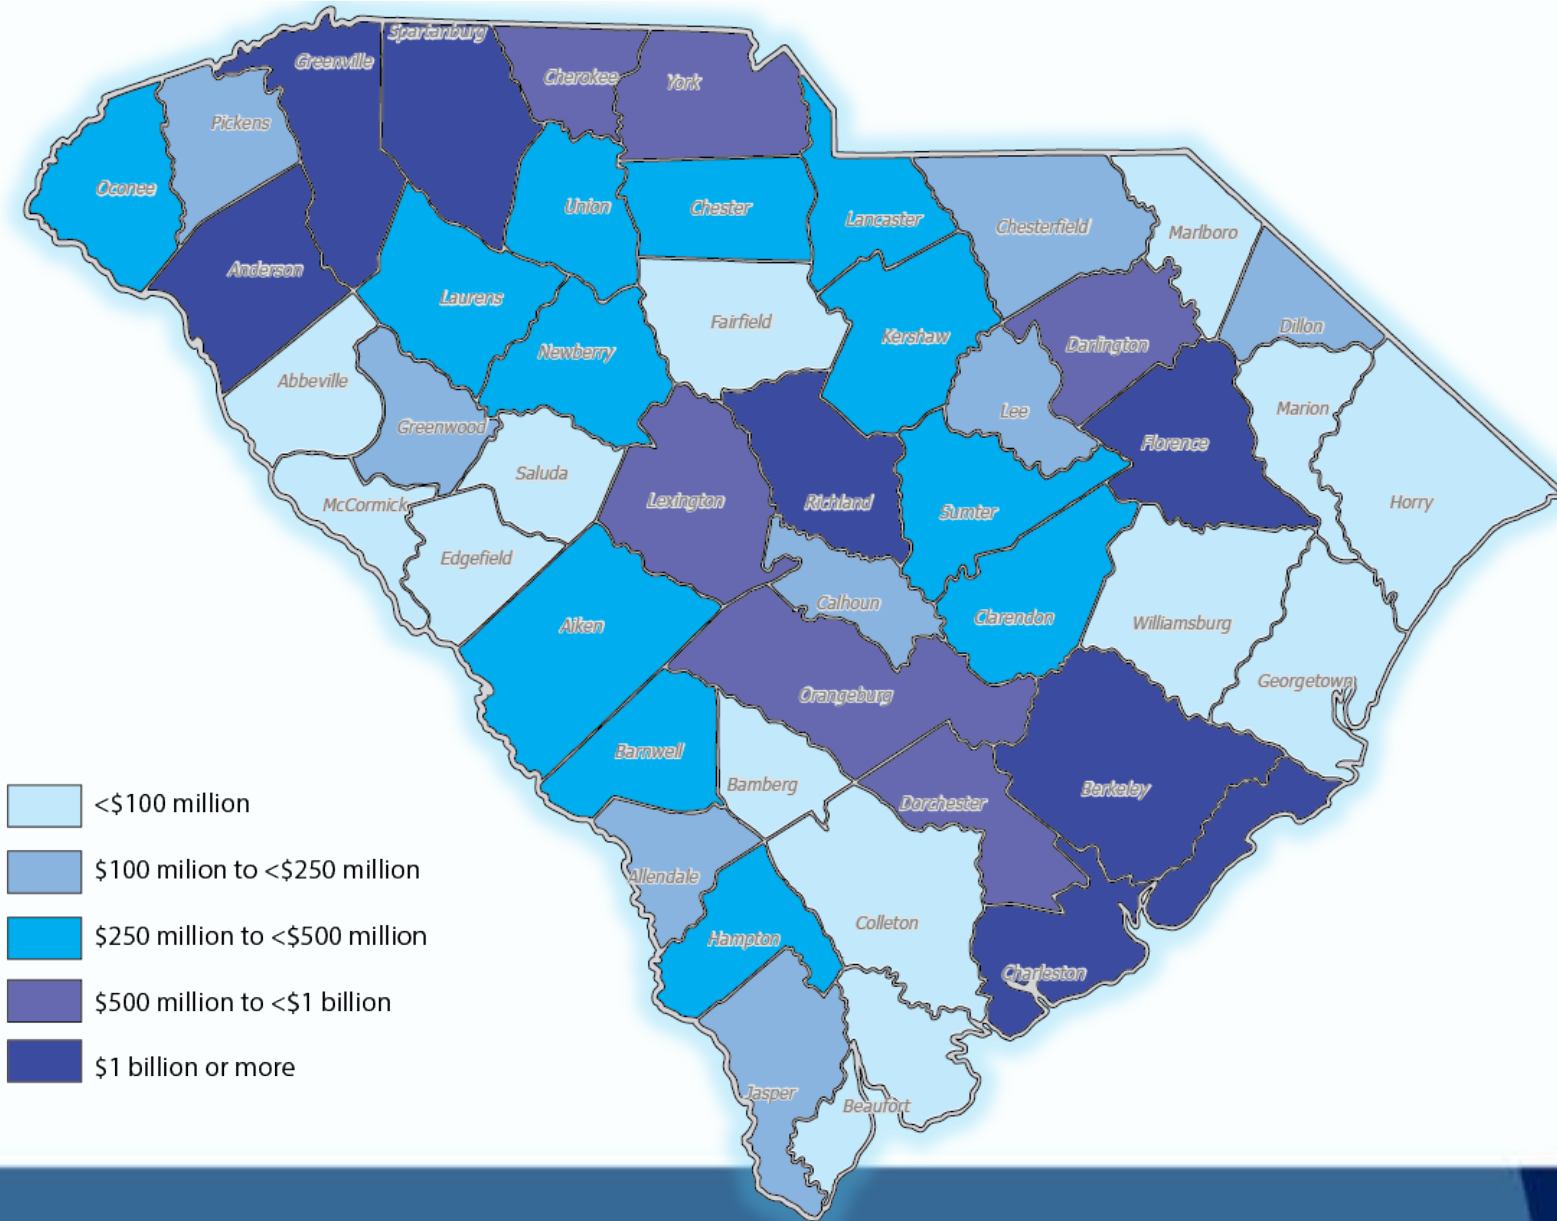 Spartanburg
Greenville
Cherokee
York
Pickens
Oconee
Union
Chester
Lancaster
Chesterfield
Marlboro
Anderson
Laurens
Fairfield
Kershaw
Darlington
Dillon
Newberry
Abbeville
Greenwood
Lee
Marion
Florence
Saluda
Lexington
Richland
Sumter
Horry
McCormick
Edgefield
Aiken
Calhoun
Clarendon
Williamsburg
Georgetown
Orangeburg
Barnwell
Bamberg
Dorchester
Berkeley
Allendale
Hampton
Colleton
Charleston
Jasper
Beaufort
<$100 million
$100 milion to <$250 million
$250 million to <$500 million
$500 million to <$1 billion
$1 billion or more